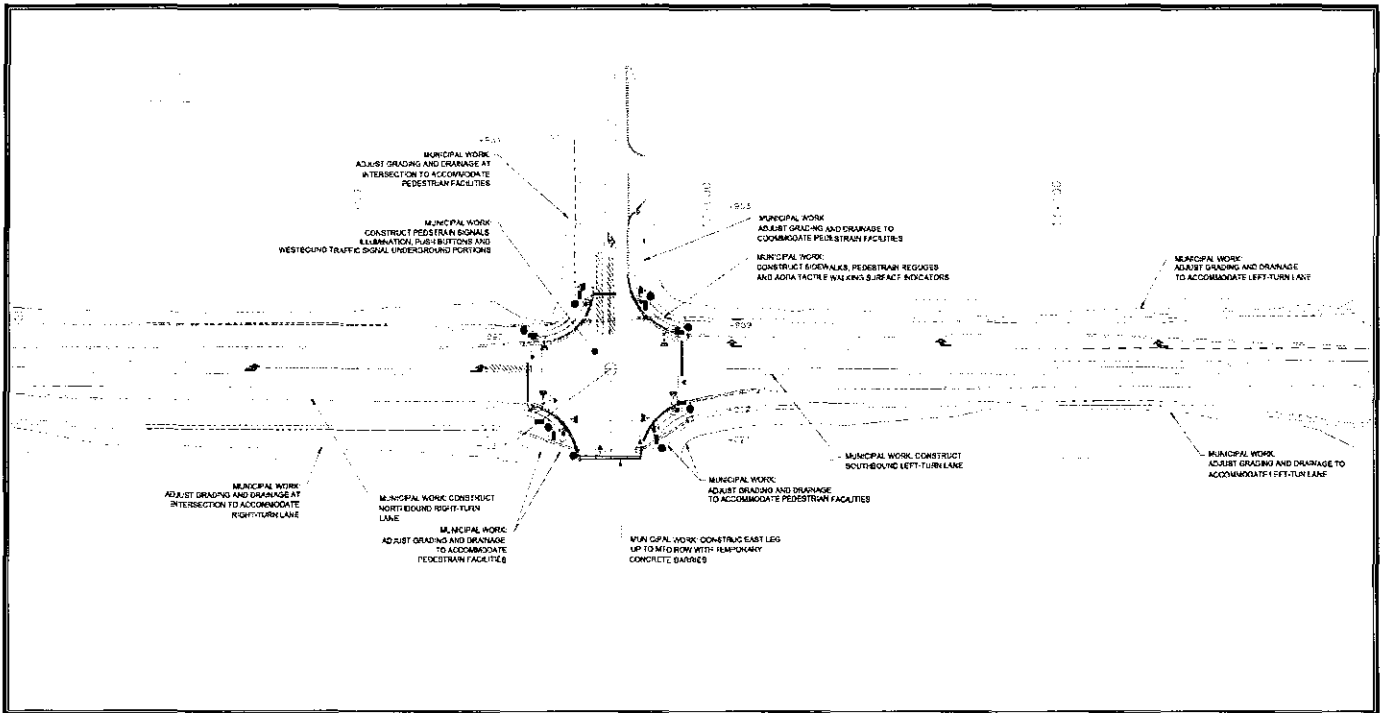 MUNICIPAL WORK
ADJUST GRADING AND DRAINAGE AT
INTERSECTION TO ACCOMMODATE
PEDESTRIAN FACILITIES
MUNICIPAL WORK:
CONSTRUCT PEDSTRAIN SIGNALS
ILLUMINATION, PUSH BUTTONS AND
WESTBOUND TRAFFIC SIGNAL UNDERGROUND PORTIONS
MUNICIPAL WORK
ADJUST GRADING AND DRAINAGE TO
COOMMODATE PEDESTRAIN FACILITIES
MUNICIPAL WORK:
CONSTRUCT SIDEWALKS, PEDESTRAIN REGUGES
AND AODA TACTILE WALKING SURFACE INDICATORS
MUNICIPAL WORK:
ADJUST GRADING AND DRAINAGE
TO ACCOMMODATE LEFT-TURN LANE
MUNICIPAL WORK:
ADJUST GRADING AND DRAINAGE AT
INTERSECTION TO ACCOMMODATE
RIGHT-TURN LANE
MUNICIPAL WORK: CONSTRUCT
NORTHBOUND RIGHT-TURN
LANE
MUNICIPAL WORK:
ADJUST GRADING AND DRAINAGE
TO ACCOMMODATE
PEDESTRAIN FACILITIES
MUNICIPAL WORK: CONSTRUC EAST LEG
UP TO MTO ROW WITH TEMPORARY
CONCRETE BARRIES
MUNICIPAL WORK:
ADJUST GRADING AND DRAINAGE
TO ACCOMMODATE PEDESTRAIN FACILITIES
MUNICIPAL WORK. CONSTRUCT
SOUTHBOUND LEFT-TURN LANE
MUNICIPAL WORK:
ADJUST GRADING AND DRAINAGE TO
ACCOMMODATE LEFT-TUN LANE